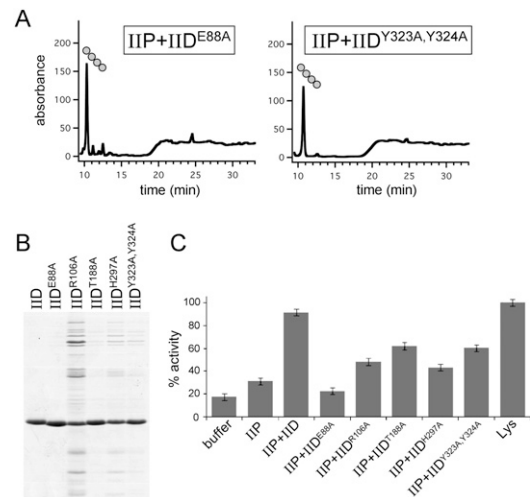 A
IIP+IID^E88A
IIP+IID^Y323A,Y324A
absorbance
200
150
100
50
0
10 15 20 25 30
time (min)
200
150
100
50
0
10 15 20 25 30
time (min)
B
IID
IID^E88A
IID^R106A
IID^T188A
IID^H297A
IID^Y323A,Y324A
C
% activity
100
80
60
40
20
0
buffer
IIP
IIP+IID
IIP+IID^E88A
IIP+IID^R106A
IIP+IID^T188A
IIP+IID^H297A
IIP+IID^Y323A,Y324A
Lys